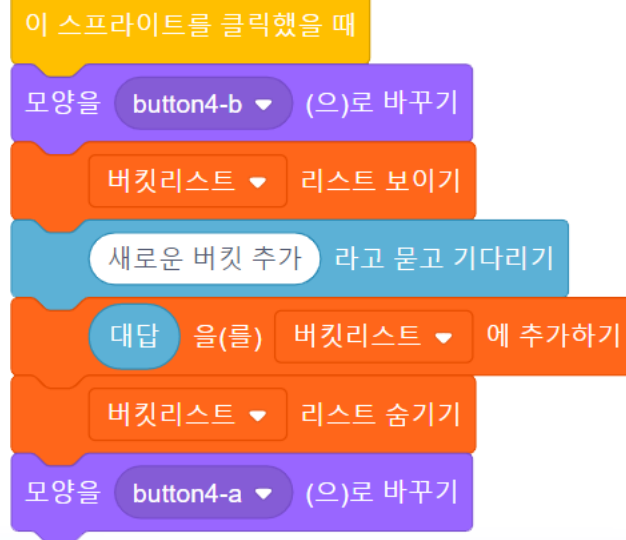 이 스프라이트를 클릭했을 때
모양을 button4-b (으)로 바꾸기
버킷리스트 리스트 보이기
새로운 버킷 추가 라고 묻고 기다리기
대답 을(를) 버킷리스트 에 추가하기
버킷리스트 리스트 숨기기
모양을 button4-a (으)로 바꾸기